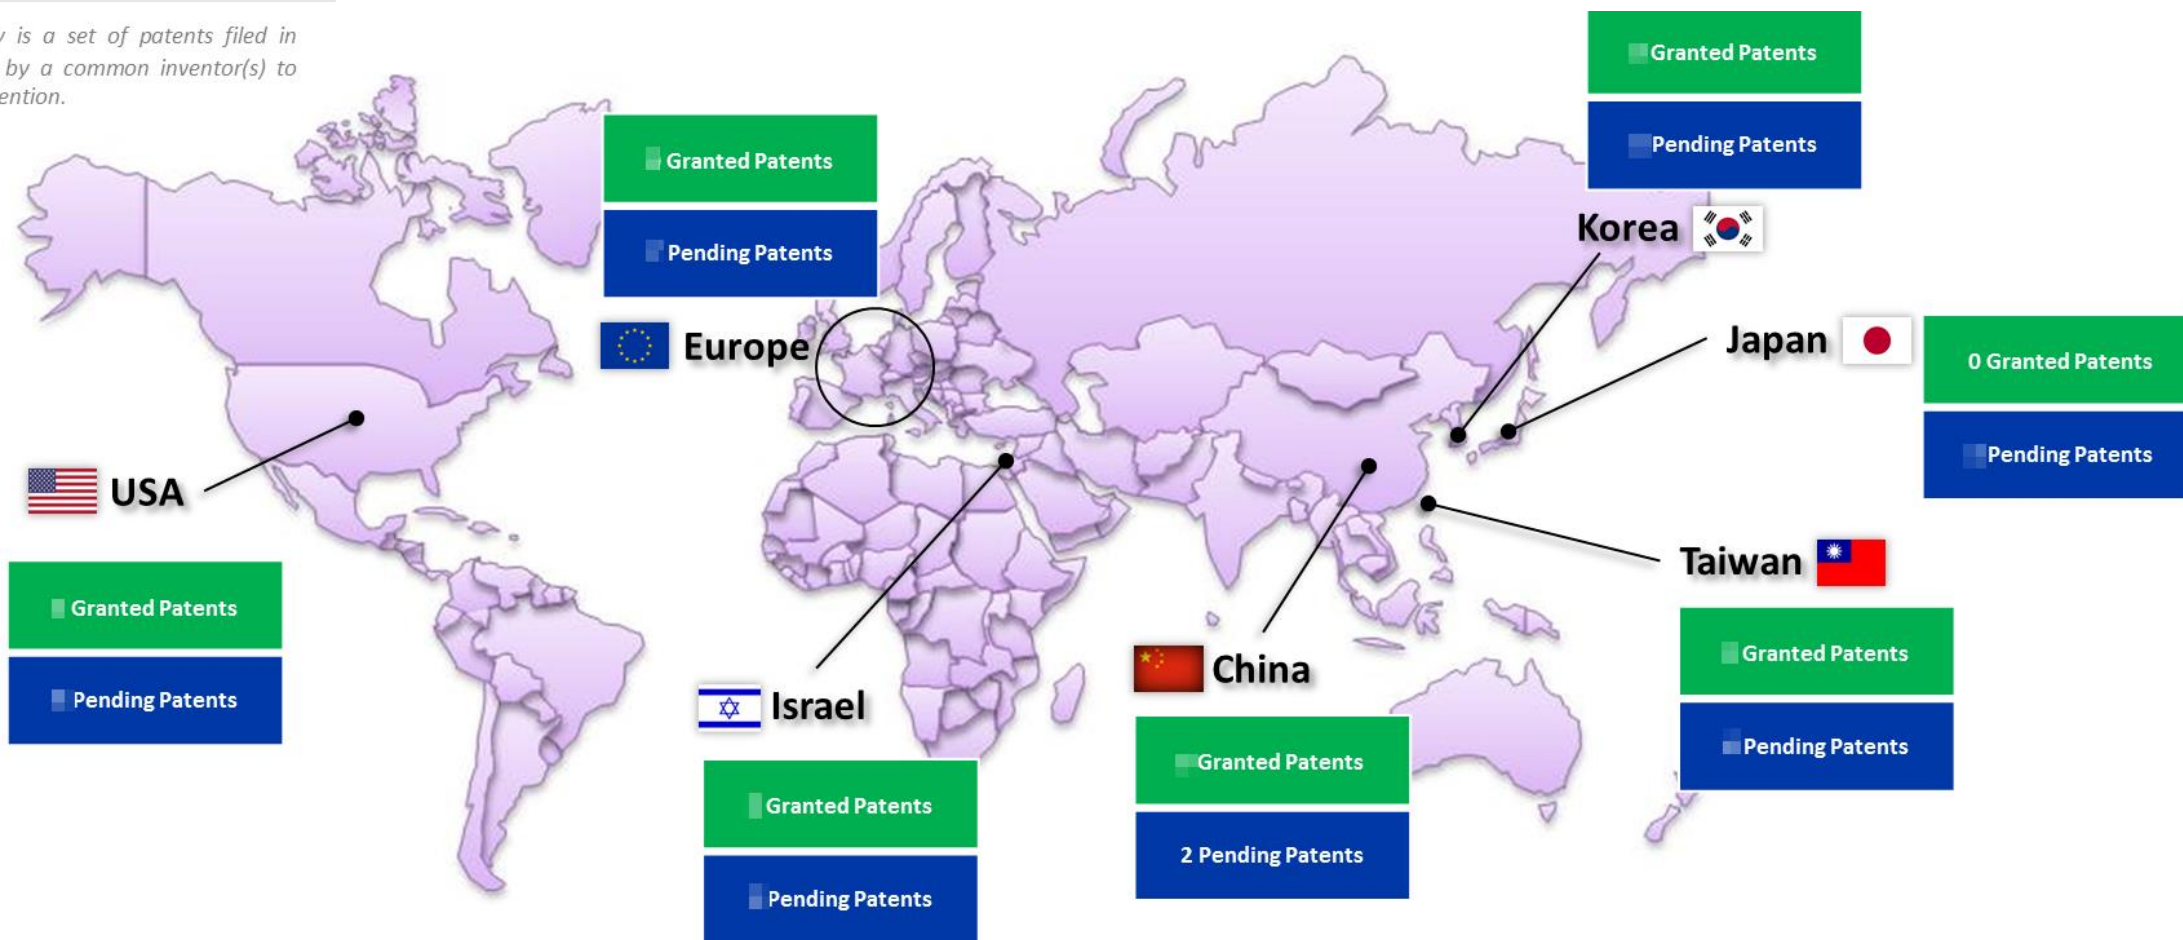 is a set of patents filed in
by a common inventor(s) to
Granted Patents
Pending Patents
Korea
Granted Patents
Pending Patents
Europe
Japan
0 Granted Patents
Pending Patents
USA
Granted Patents
Pending Patents
Taiwan
Granted Patents
Pending Patents
Israel
Granted Patents
Pending Patents
China
Granted Patents
2 Pending Patents